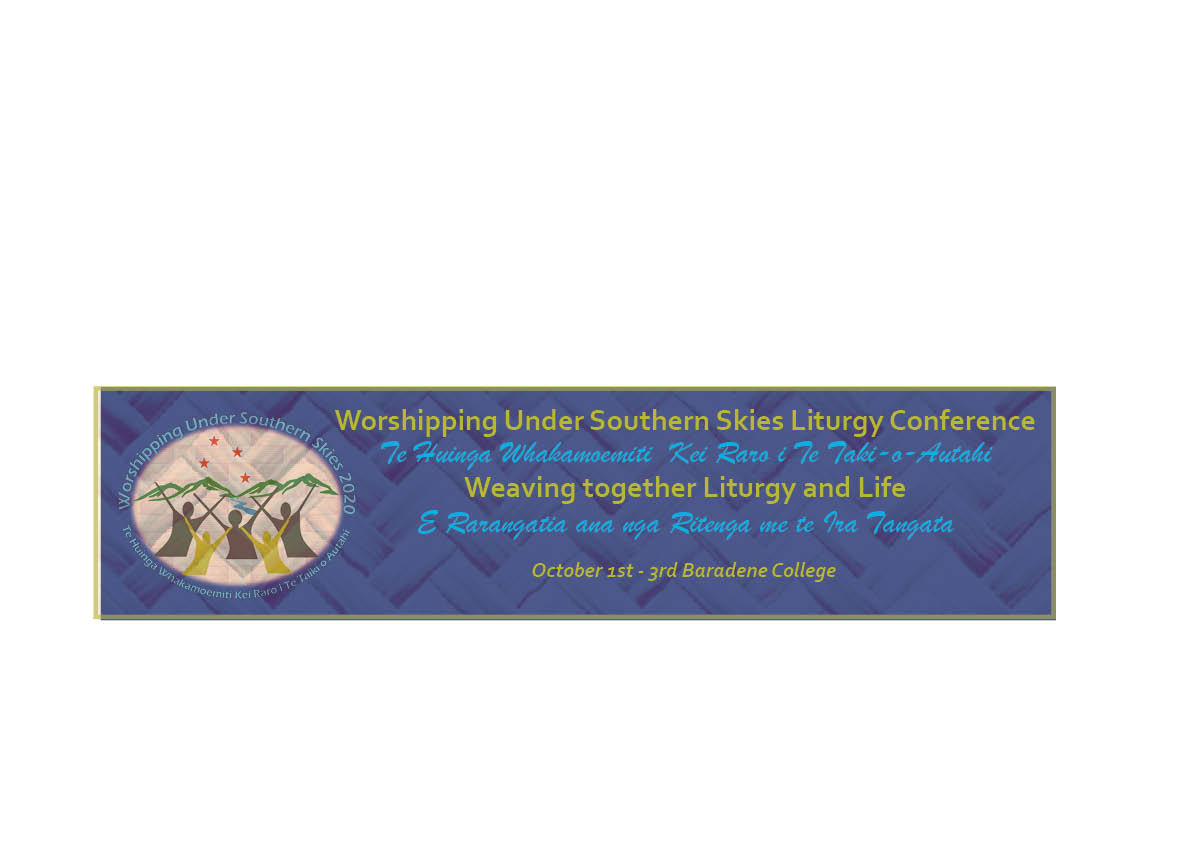 Worshipping Under Southern Skies Liturgy Conference
Te Huinga Whakamoemiti Kei Raro i Te Taki-o-Autahi
Weaving together Liturgy and Life
E Rarangatia ana nga Ritenga me te Ira Tangata
October 1st - 3rd Baradene College
Worshipping Under Southern Skies 2020
Te Huinga Whakamoemiti Kei Raro i Te Taiki o Autahi